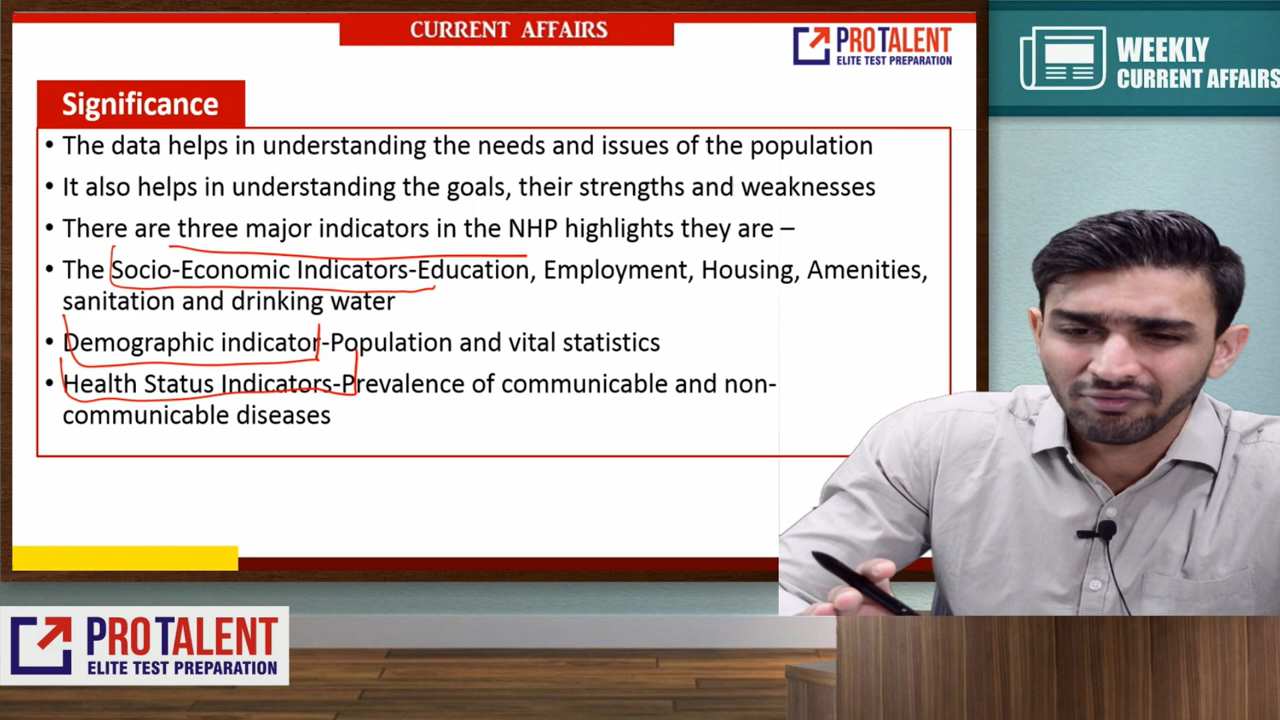 CURRENT AFFAIRS
PROTALENT
ELITE TEST PREPARATION
WEEKLY
CURRENT AFFAIRS
Significance
• The data helps in understanding the needs and issues of the population
• It also helps in understanding the goals, their strengths and weaknesses
• There are three major indicators in the NHP highlights they are –
• The Socio-Economic Indicators-Education, Employment, Housing, Amenities,
sanitation and drinking water
• Demographic indicator-Population and vital statistics
• Health Status Indicators-Prevalence of communicable and non-
communicable diseases
PROTALENT
ELITE TEST PREPARATION